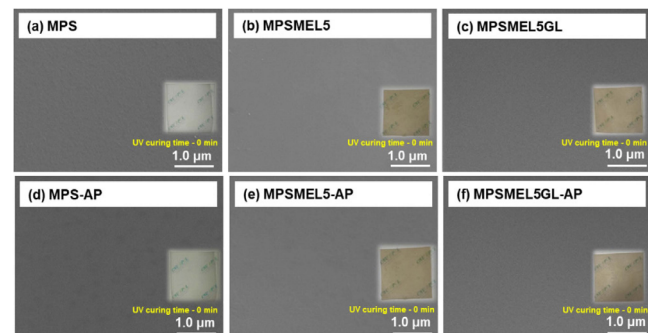 (a) MPS
UV curing time - 0 min
1.0 µm
(b) MPSMEL5
UV curing time - 0 min
1.0 µm
(c) MPSMEL5GL
UV curing time - 0 min
1.0 µm
(d) MPS-AP
UV curing time - 0 min
1.0 µm
(e) MPSMEL5-AP
UV curing time - 0 min
1.0 µm
(f) MPSMEL5GL-AP
UV curing time - 0 min
1.0 µm